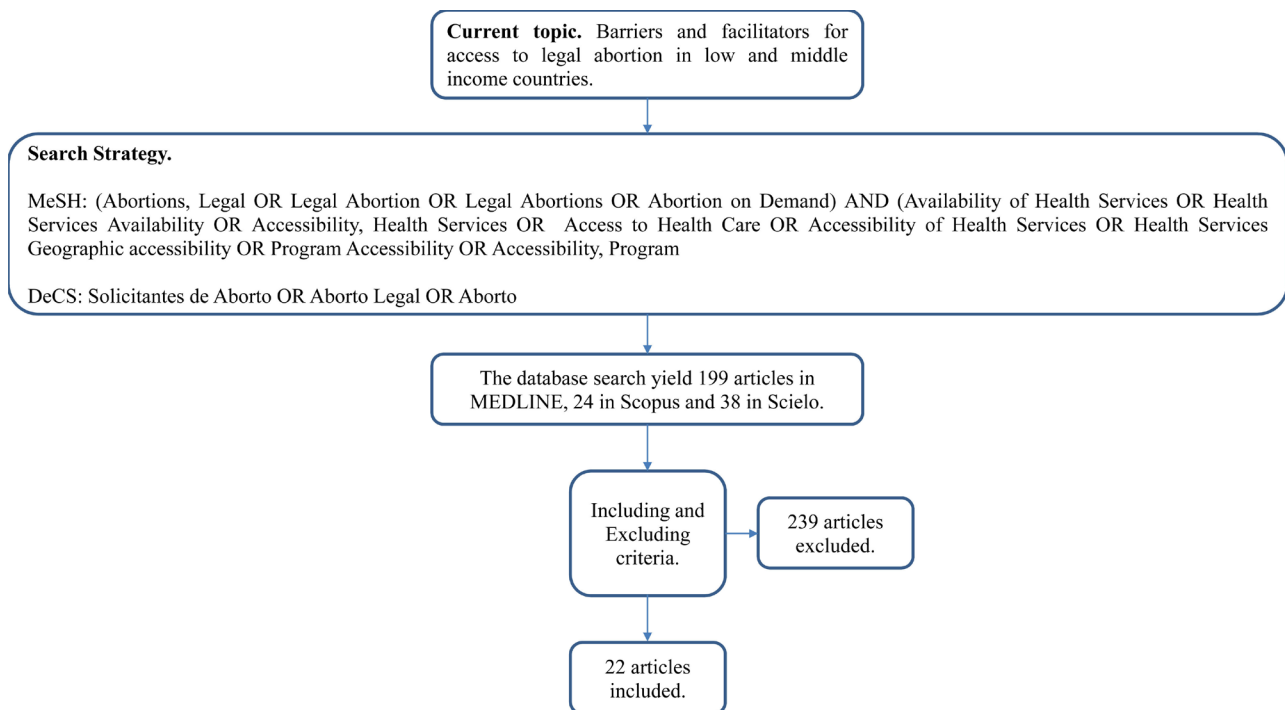 Current topic. Barriers and facilitators for
access to legal abortion in low and middle
income countries.
Search Strategy.
MeSH: (Abortions, Legal OR Legal Abortion OR Legal Abortions OR Abortion on Demand) AND (Availability of Health Services OR Health
Services Availability OR Accessibility, Health Services OR Access to Health Care OR Accessibility of Health Services OR Health Services
Geographic accessibility OR Program Accessibility OR Accessibility, Program
DeCS: Solicitantes de Aborto OR Aborto Legal OR Aborto
The database search yield 199 articles in
MEDLINE, 24 in Scopus and 38 in Scielo.
Including and
Excluding
criteria.
239 articles
excluded.
22 articles
included.